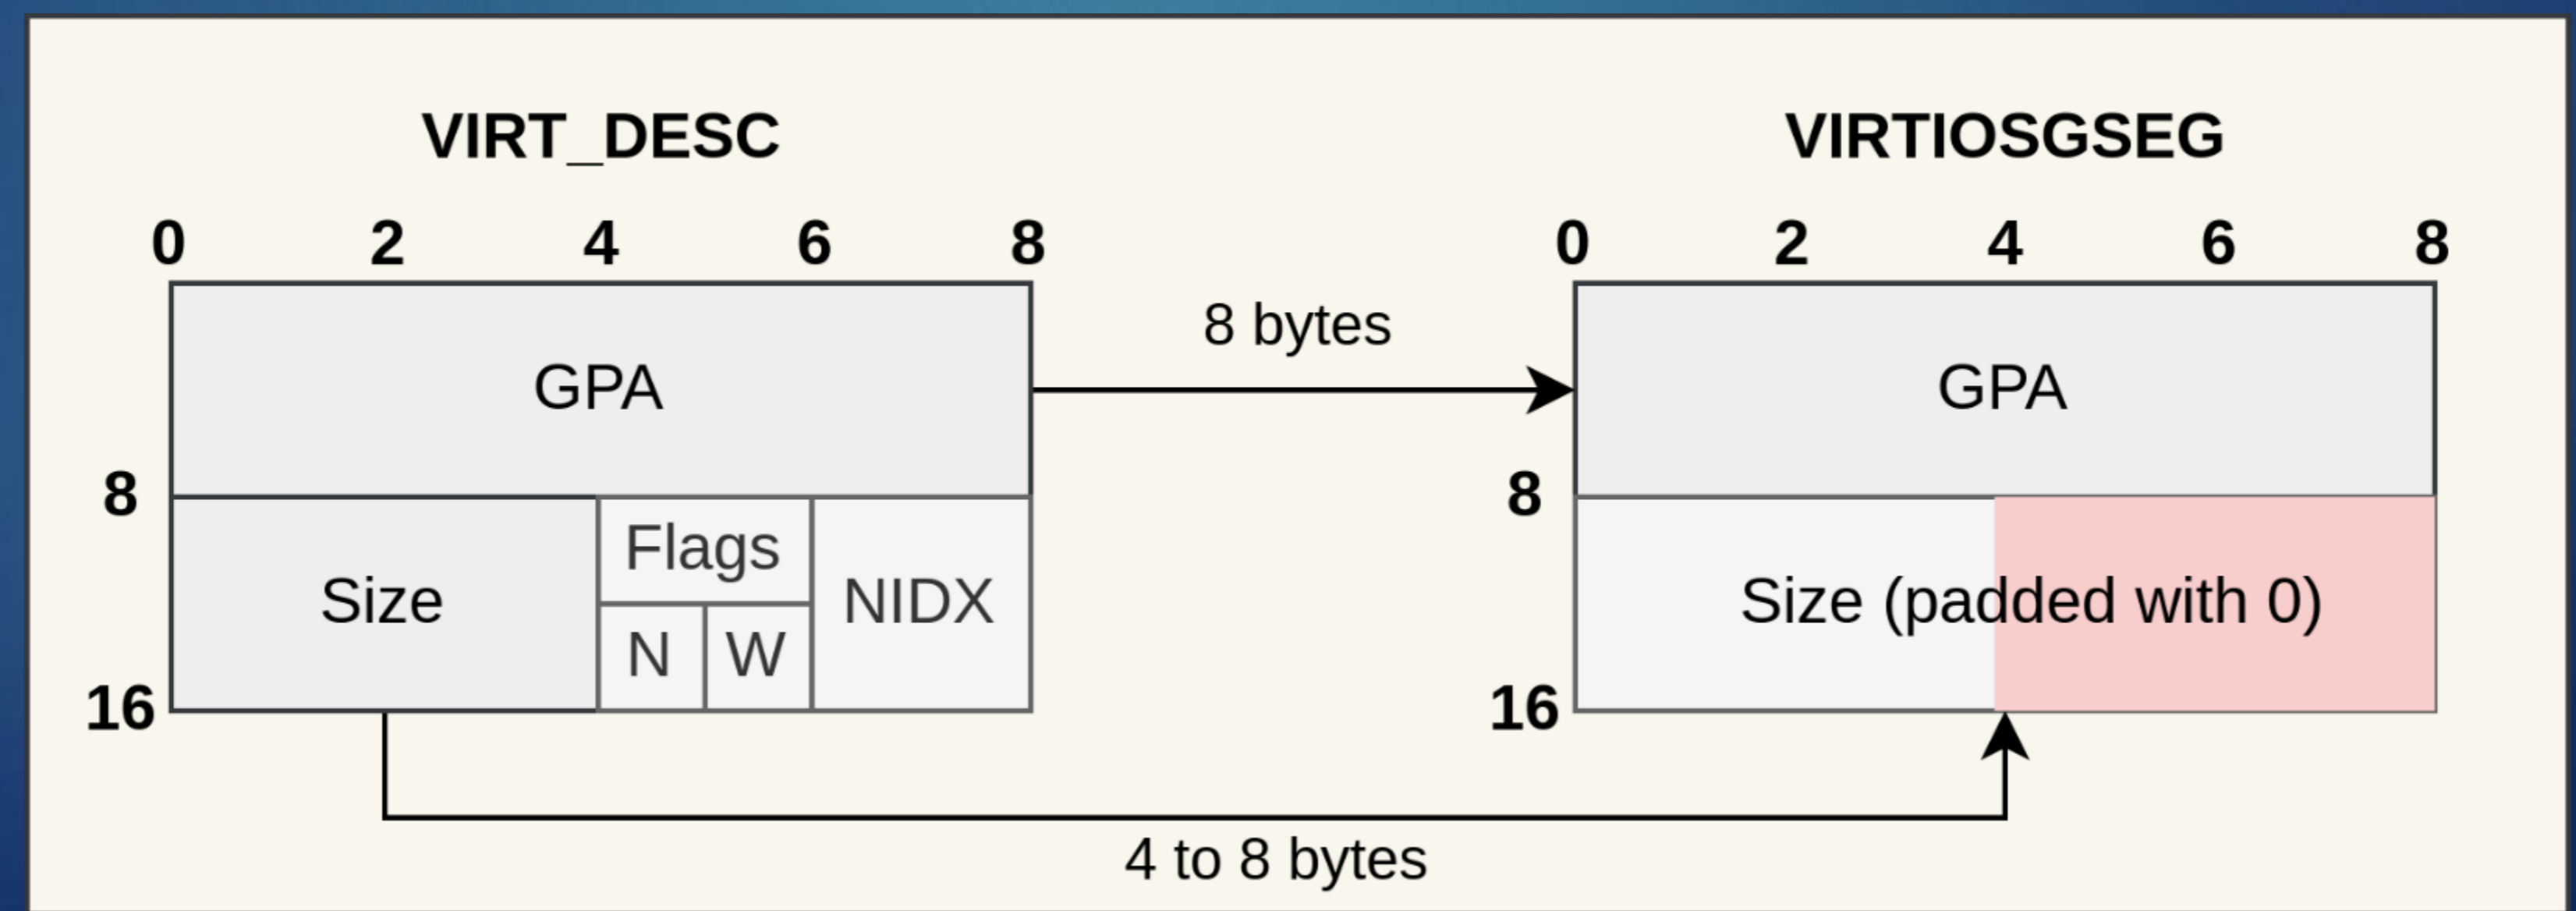 VIRT_DESC
0 2 4 6 8
GPA
8
Size
Flags
N W
NIDX
16
8 bytes
4 to 8 bytes
VIRTIOSGSEG
0 2 4 6 8
GPA
8
Size (padded with 0)
16